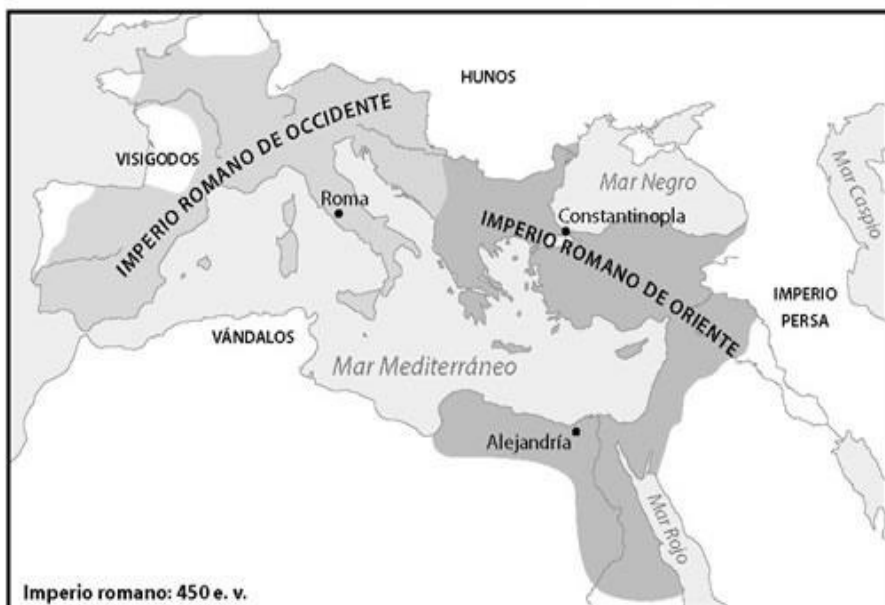 HUNOS
IMPERIO ROMANO DE OCCIDENTE
VISIGODOS
Mar Negro
Mar Caspio
Roma
Constantinopla
IMPERIO ROMANO DE ORIENTE
IMPERIO
PERSA
VÁNDALOS
Mar Mediterráneo
Alejandría
Mar Rojo
Imperio romano: 450 e. v.